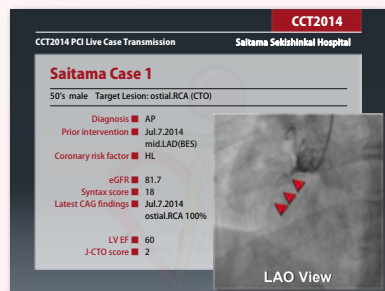 CCT2014
CCT2014 PCI Live Case Transmission Saitama Sekishinkai Hospital
Saitama Case 1
50's male Target Lesion: ostial.RCA (CTO)
Diagnosis ■ AP
Prior intervention ■ Jul.7.2014
mid.LAD(BES)
Coronary risk factor ■ HL
eGFR ■ 81.7
Syntax score ■ 18
Latest CAG findings ■ Jul.7.2014
ostial.RCA 100%
LV EF ■ 60
J-CTO score ■ 2
LAO View